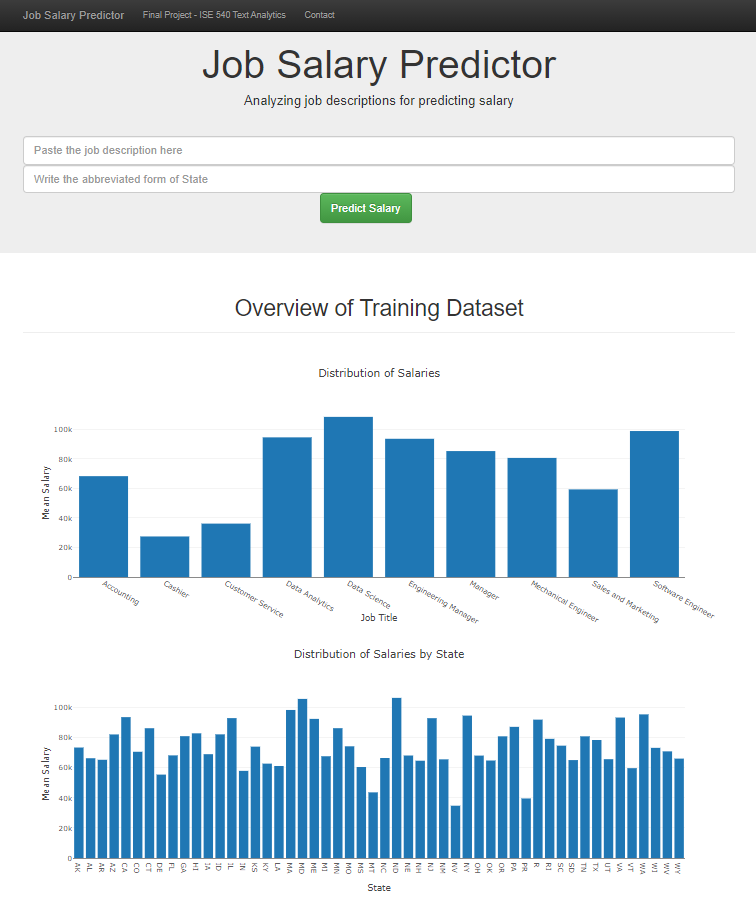 Job Salary Predictor Final Project - ISE 540 Text Analytics Contact
Job Salary Predictor
Analyzing job descriptions for predicting salary
Paste the job description here
Write the abbreviated form of State
Predict Salary
Overview of Training Dataset
Distribution of Salaries
100k
80k
60k
40k
20k
0
Mean Salary
Accounting Cashier Customer Service Data Analytics Data Science Engineering Manager Manager Mechanical Engineer Sales and Marketing Software Engineer
Job Title
Distribution of Salaries by State
100k
80k
60k
40k
20k
0
Mean Salary
AK AL AR AZ CA CO CT DE FL GA HI IA ID IL IN KS KY LA MA MD ME MI MN MO MS MT NC ND NE NH NJ NM NV NY OH OK OR PA PR R RI SC SD TN TX UT VA VT WA WI WV WY
State